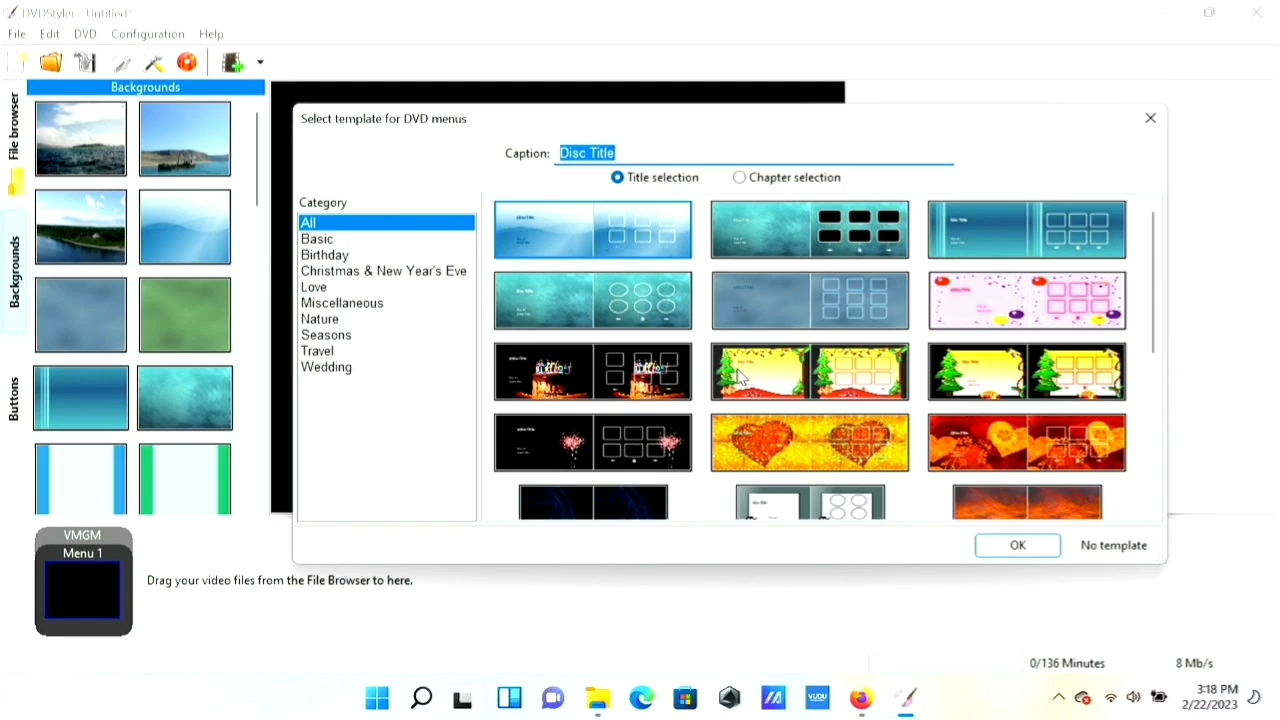 DVDStyler - Untitled*
File Edit DVD Configuration Help
Backgrounds
File browser
Backgrounds
Buttons
Select template for DVD menus
Caption: Disc Title
Title selection Chapter selection
Category
All
Basic
Birthday
Christmas & New Year's Eve
Love
Miscellaneous
Nature
Seasons
Travel
Wedding
OK No template
VMGM
Menu 1
Drag your video files from the File Browser to here.
0/136 Minutes 8 Mb/s
VUDU
3:18 PM
2/22/2023